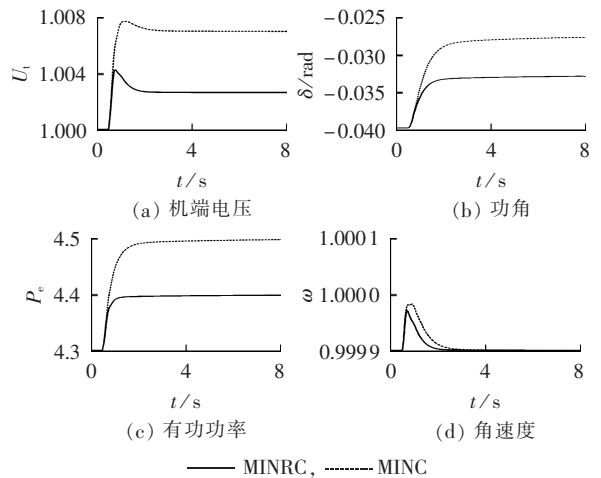 1.008
1.004
1.000
U_t
0 4 8
t/s
(a) 机端电压
-0.025
-0.030
-0.035
-0.040
δ/rad
0 4 8
t/s
(b) 功角
4.5
4.4
4.3
P_e
0 4 8
t/s
(c) 有功功率
1.0001
1.0000
0.9999
ω
0 4 8
t/s
(d) 角速度
MINRC, MINC